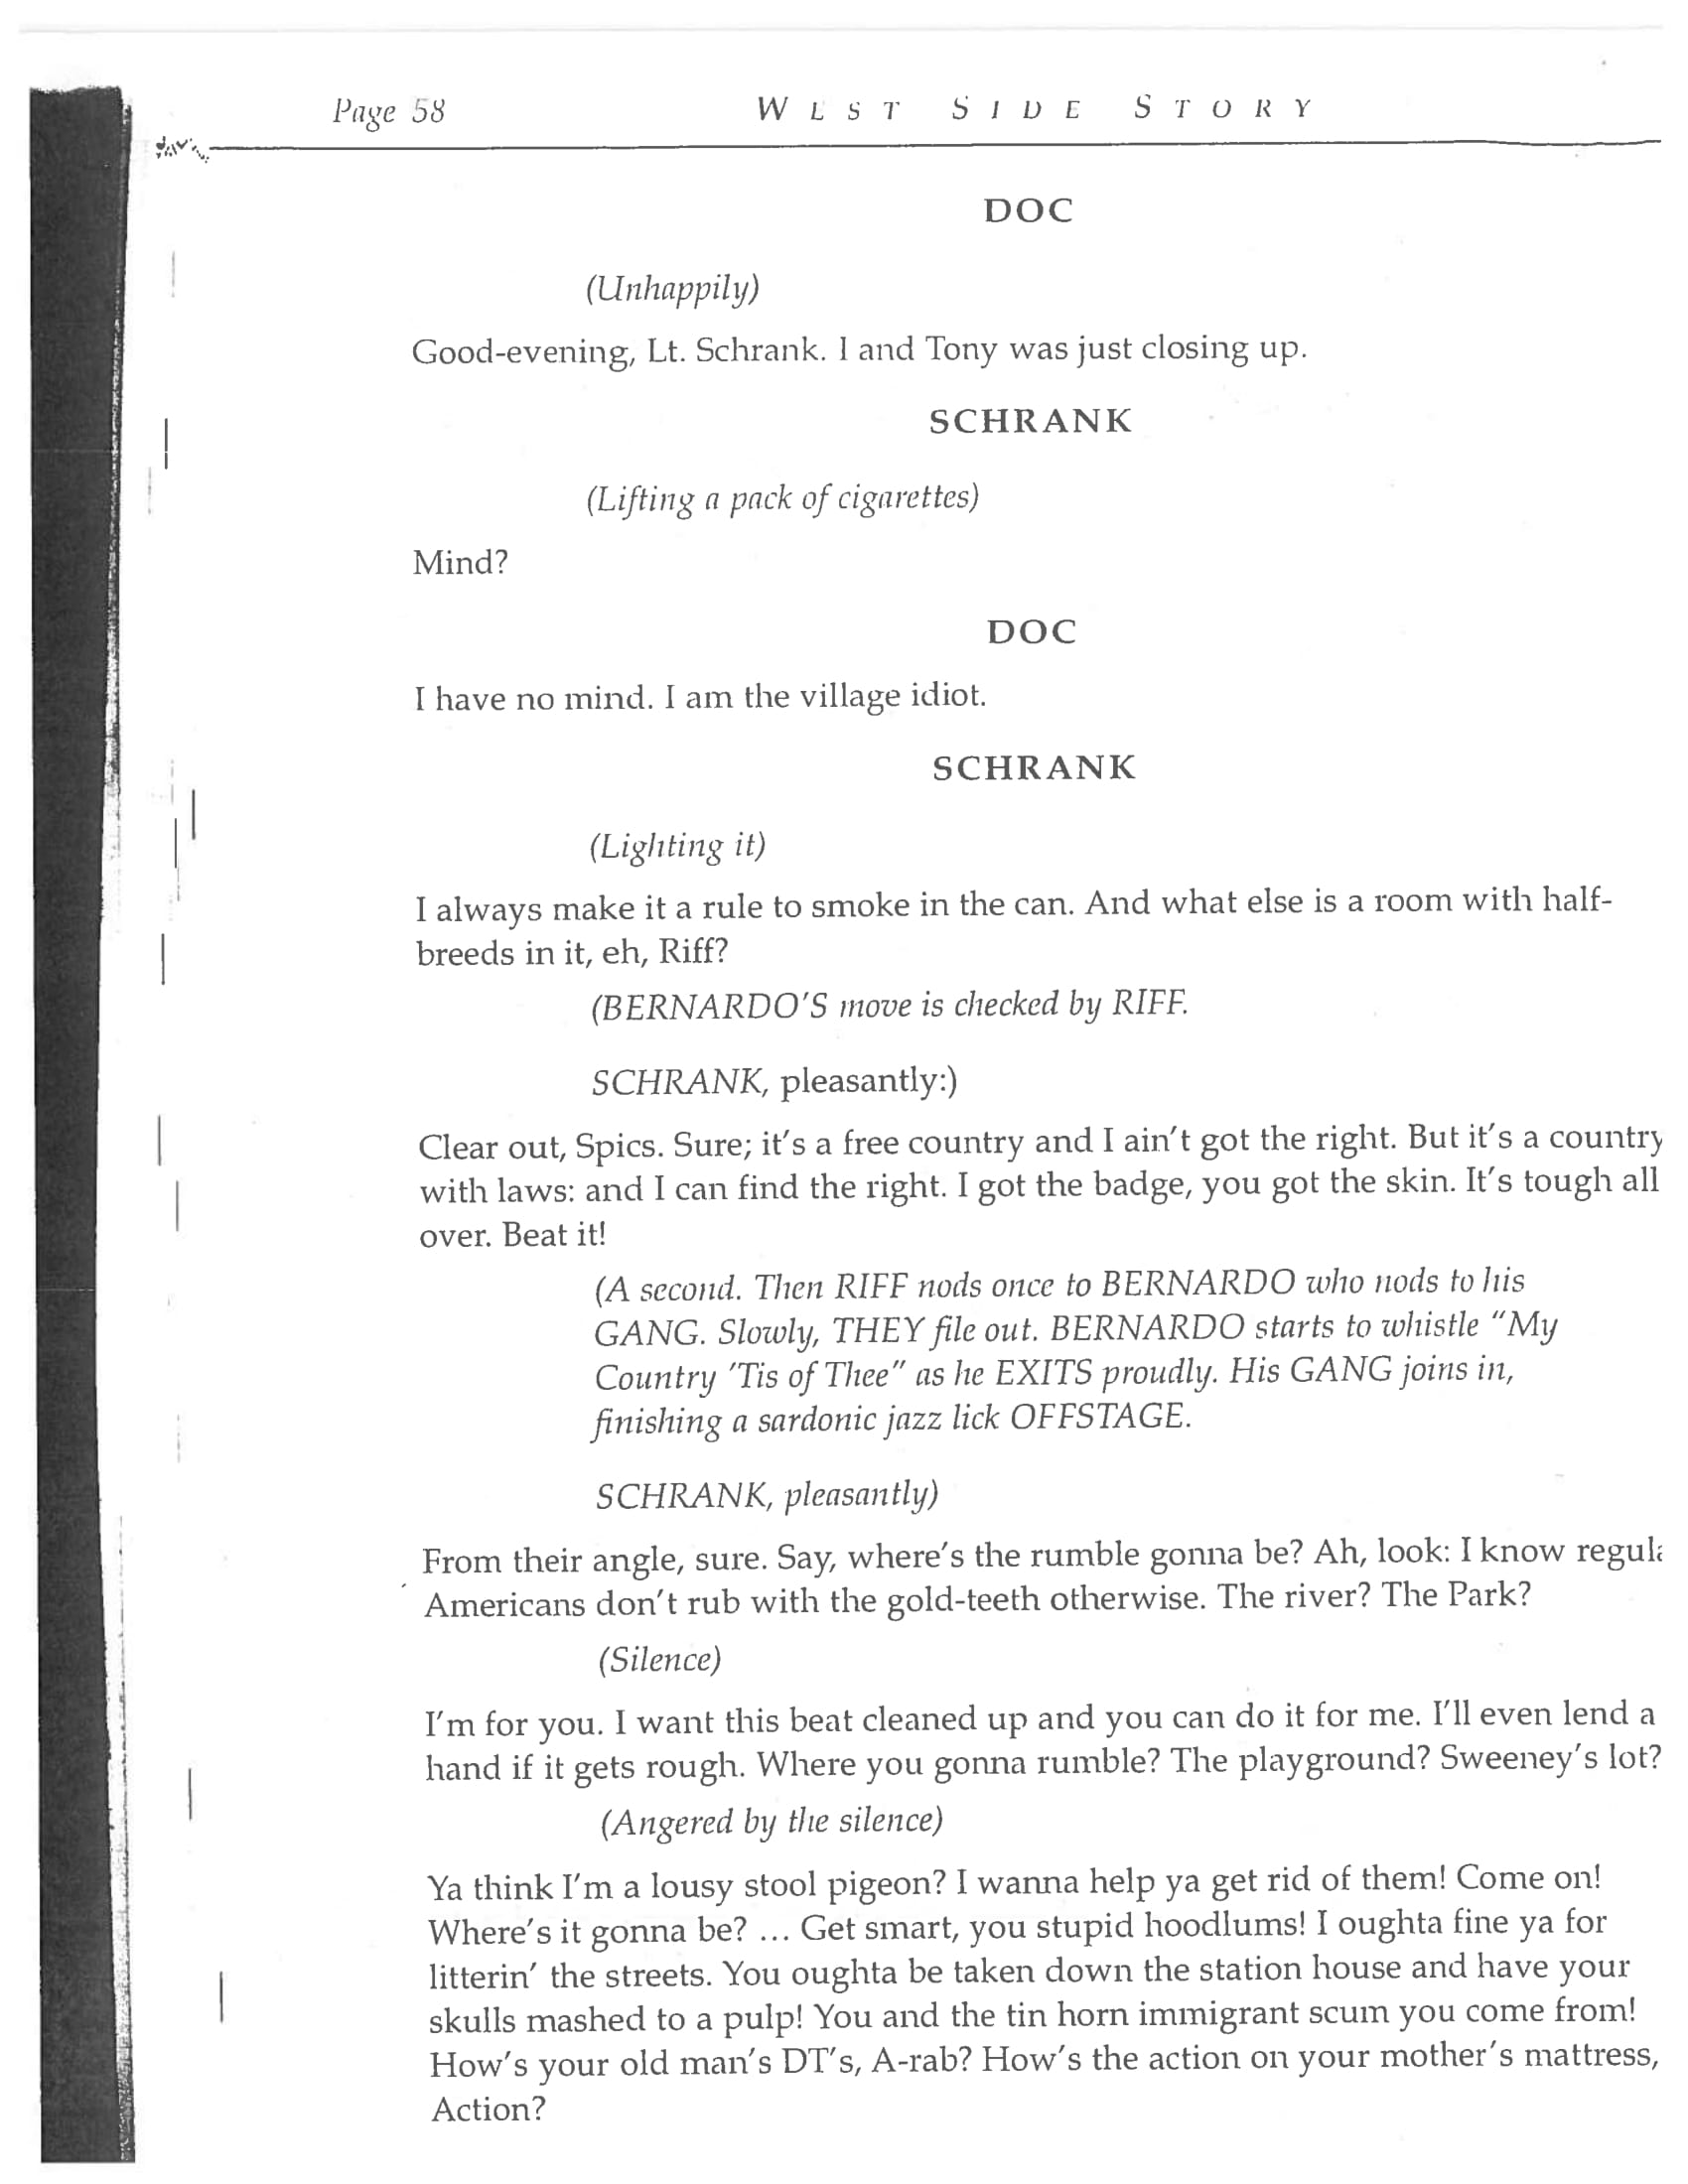 Page 58
WEST SIDE STORY
DOC
(Unhappily)
Good-evening, Lt. Schrank. I and Tony was just closing up.
SCHRANK
(Lifting a pack of cigarettes)
Mind?
DOC
I have no mind. I am the village idiot.
SCHRANK
(Lighting it)
I always make it a rule to smoke in the can. And what else is a room with half-
breeds in it, eh, Riff?
(BERNARDO'S move is checked by RIFF.
SCHRANK, pleasantly:)
Clear out, Spics. Sure; it's a free country and I ain't got the right. But it's a country
with laws: and I can find the right. I got the badge, you got the skin. It's tough all
over. Beat it!
(A second. Then RIFF nods once to BERNARDO who nods to his
GANG. Slowly, THEY file out. BERNARDO starts to whistle "My
Country 'Tis of Thee" as he EXITS proudly. His GANG joins in,
finishing a sardonic jazz lick OFFSTAGE.
SCHRANK, pleasantly)
From their angle, sure. Say, where's the rumble gonna be? Ah, look: I know regula
Americans don't rub with the gold-teeth otherwise. The river? The Park?
(Silence)
I'm for you. I want this beat cleaned up and you can do it for me. I'll even lend a
hand if it gets rough. Where you gonna rumble? The playground? Sweeney's lot?
(Angered by the silence)
Ya think I'm a lousy stool pigeon? I wanna help ya get rid of them! Come on!
Where's it gonna be? ... Get smart, you stupid hoodlums! I oughta fine ya for
litterin' the streets. You oughta be taken down the station house and have your
skulls mashed to a pulp! You and the tin horn immigrant scum you come from!
How's your old man's DT's, A-rab? How's the action on your mother's mattress,
Action?